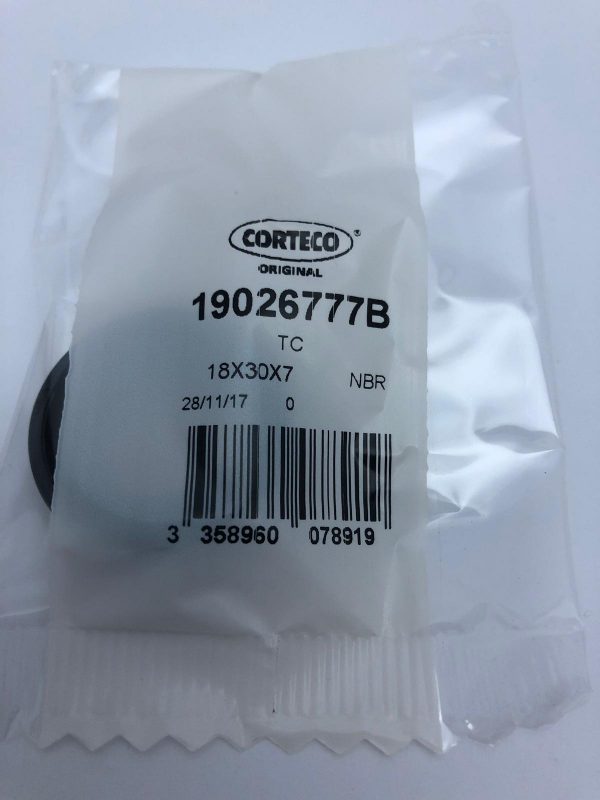 CORTECO®
ORIGINAL
19026777B
TC
18X30X7 NBR
28/11/17 0
3 358960 078919